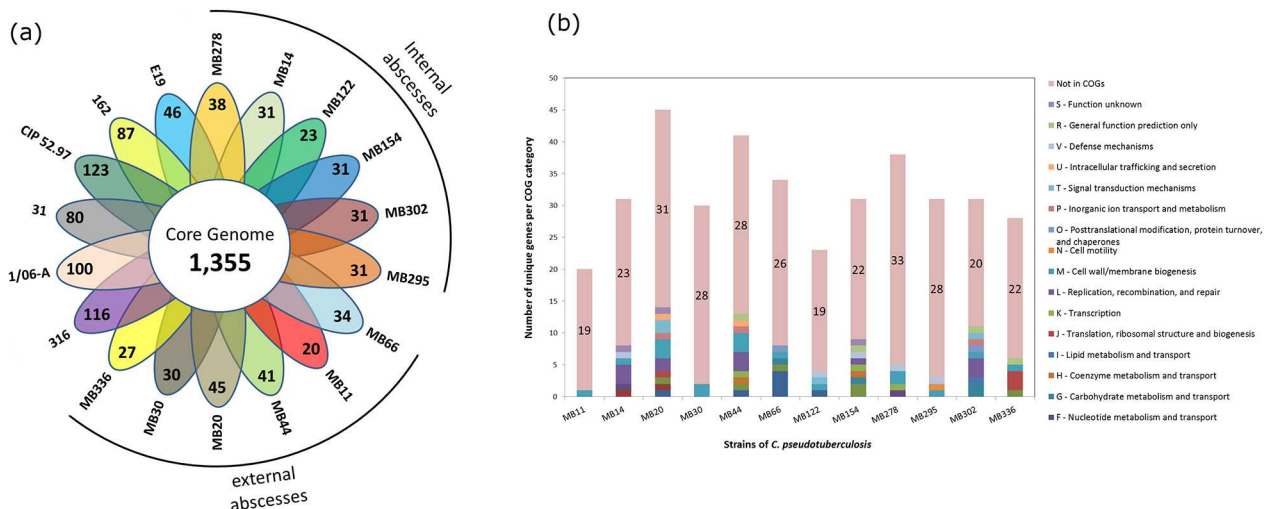 (a)
MB278
38
MB14
31
MB122
23
MB154
31
MB302
31
MB295
31
MB66
34
MB11
20
MB44
41
MB20
45
MB30
30
MB336
27
316
116
1/06-A
100
31
80
CIP 52.97
123
162
87
E19
46
Core Genome
1,355
Internal
abscesses
external
abscesses
(b)
Number of unique genes per COG category
50
45
40
35
30
25
20
15
10
5
0
19
23
31
28
28
26
19
22
33
28
20
22
MB11
MB14
MB20
MB30
MB44
MB66
MB122
MB154
MB278
MB295
MB302
MB336
Strains of C. pseudotuberculosis
Not in COGs
S - Function unknown
R - General function prediction only
V - Defense mechanisms
U - Intracellular trafficking and secretion
T - Signal transduction mechanisms
P - Inorganic ion transport and metabolism
O - Posttranslational modification, protein turnover,
and chaperones
N - Cell motility
M - Cell wall/membrane biogenesis
L - Replication, recombination, and repair
K - Transcription
J - Translation, ribosomal structure and biogenesis
I - Lipid metabolism and transport
H - Coenzyme metabolism and transport
G - Carbohydrate metabolism and transport
F - Nucleotide metabolism and transport